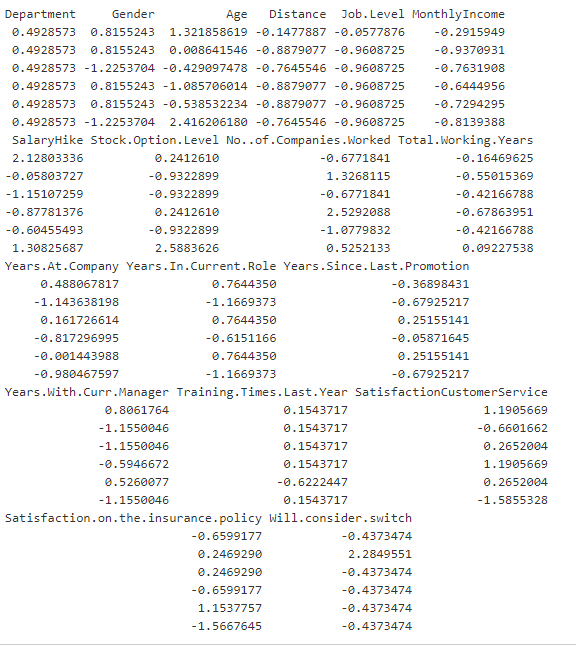 Department Gender Age Distance Job.Level MonthlyIncome
0.4928573 0.8155243 1.321858619 -0.1477887 -0.0577876 -0.2915949
0.4928573 0.8155243 0.008641546 -0.8879077 -0.9608725 -0.9370931
0.4928573 -1.2253704 -0.429097478 -0.7645546 -0.9608725 -0.7631908
0.4928573 0.8155243 -1.085706014 -0.8879077 -0.9608725 -0.6444956
0.4928573 0.8155243 -0.538532234 -0.8879077 -0.9608725 -0.7294295
0.4928573 -1.2253704 2.416206180 -0.7645546 -0.9608725 -0.8139388
SalaryHike Stock.Option.Level No..of.Companies.Worked Total.Working.Years
2.12803336 0.2412610 -0.6771841 -0.16469625
-0.05803727 -0.9322899 1.3268115 -0.55015369
-1.15107259 -0.9322899 -0.6771841 -0.42166788
-0.87781376 0.2412610 2.5292088 -0.67863951
-0.60455493 -0.9322899 -1.0779832 -0.42166788
1.30825687 2.5883626 0.5252133 0.09227538
Years.At.Company Years.In.Current.Role Years.Since.Last.Promotion
0.488067817 0.7644350 -0.36898431
-1.143638198 -1.1669373 -0.67925217
0.161726614 0.7644350 0.25155141
-0.817296995 -0.6151166 -0.05871645
-0.001443988 0.7644350 0.25155141
-0.980467597 -1.1669373 -0.67925217
Years.With.Curr.Manager Training.Times.Last.Year SatisfactionCustomerService
0.8061764 0.1543717 1.1905669
-1.1550046 0.1543717 -0.6601662
-1.1550046 0.1543717 0.2652004
-0.5946672 0.1543717 1.1905669
0.5260077 -0.6222447 0.2652004
-1.1550046 0.1543717 -1.5855328
Satisfaction.on.the.insurance.policy Will.consider.switch
-0.6599177 -0.4373474
0.2469290 2.2849551
0.2469290 -0.4373474
-0.6599177 -0.4373474
1.1537757 -0.4373474
-1.5667645 -0.4373474